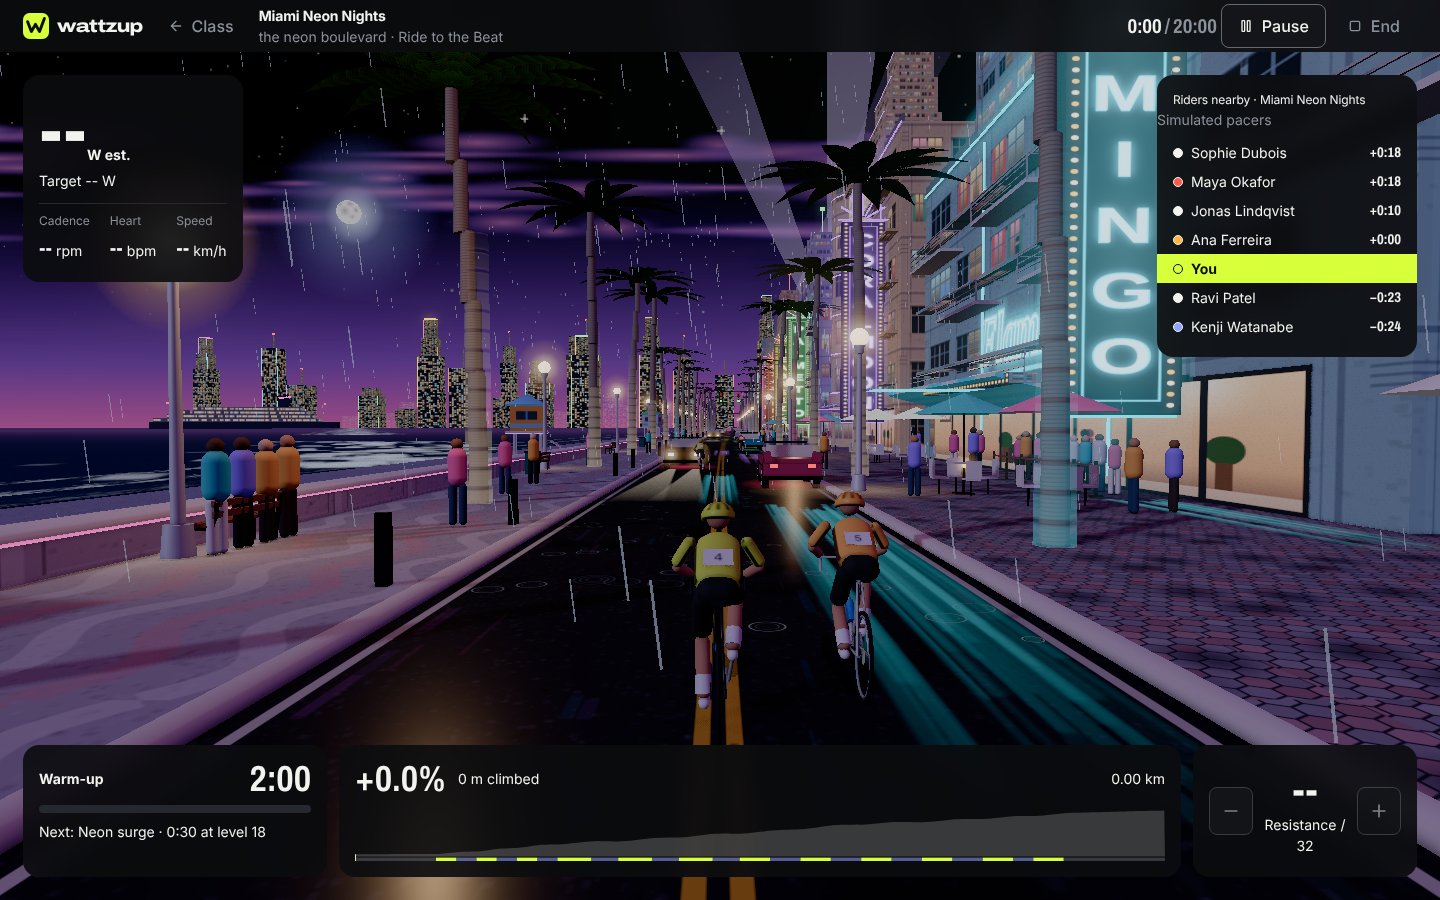 wattzup
Class
Miami Neon Nights
the neon boulevard · Ride to the Beat
0:00 / 20:00
Pause
End
-- W est.
Target -- W
Cadence Heart Speed
-- rpm -- bpm -- km/h
MINGO
Riders nearby · Miami Neon Nights
Simulated pacers
Sophie Dubois +0:18
Maya Okafor +0:18
Jonas Lindqvist +0:10
Ana Ferreira +0:00
You
Ravi Patel −0:23
Kenji Watanabe −0:24
4
5
Warm-up 2:00
Next: Neon surge · 0:30 at level 18
+0.0% 0 m climbed 0.00 km
--
Resistance /
32